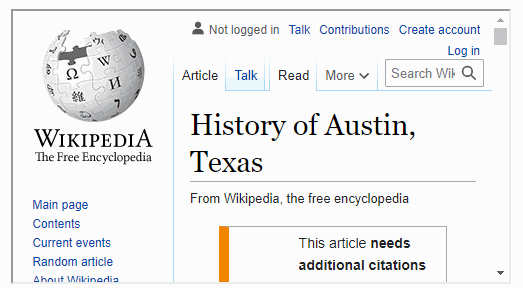 Not logged in Talk Contributions Create account
Log in
Article Talk Read More Search Wik
WIKIPEDIA
The Free Encyclopedia
History of Austin,
Texas
From Wikipedia, the free encyclopedia
Main page
Contents
Current events
Random article
About Wikipedia
This article needs
additional citations